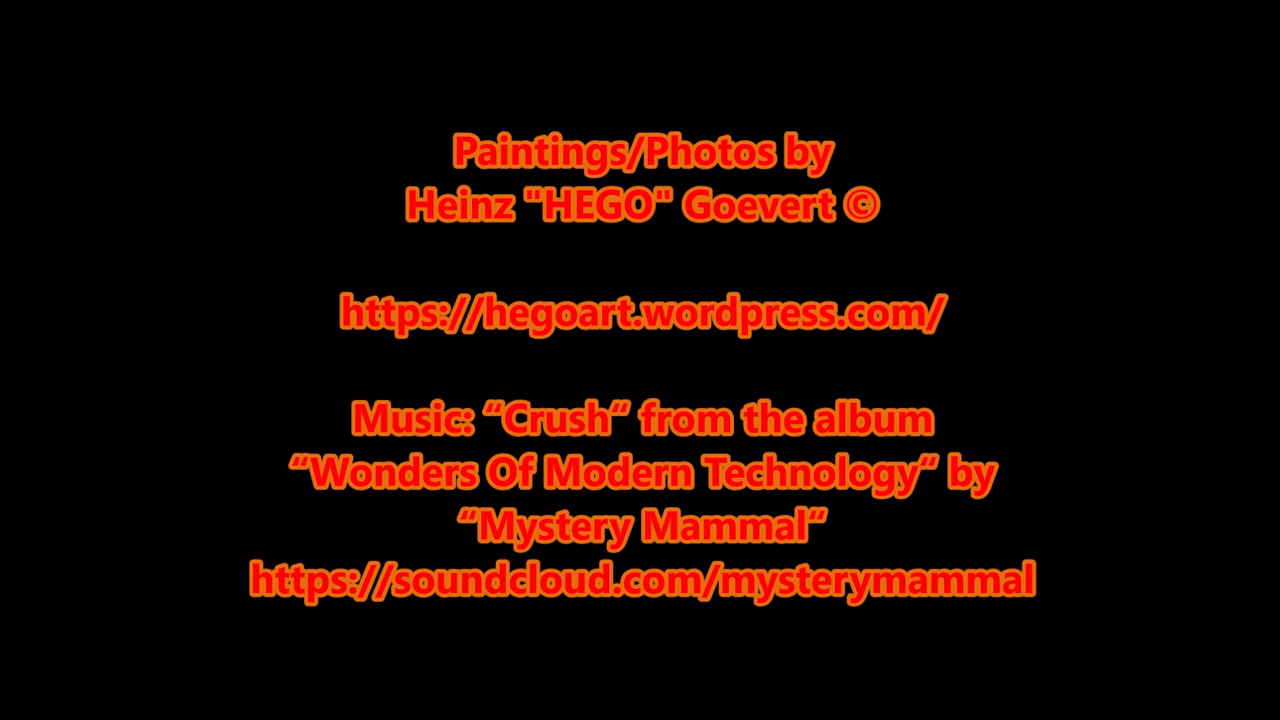 Paintings/Photos by
Heinz "HEGO" Goevert ©
https://hegoart.wordpress.com/
Music: “Crush“ from the album
“Wonders Of Modern Technology“ by
“Mystery Mammal“
https://soundcloud.com/mysterymammal